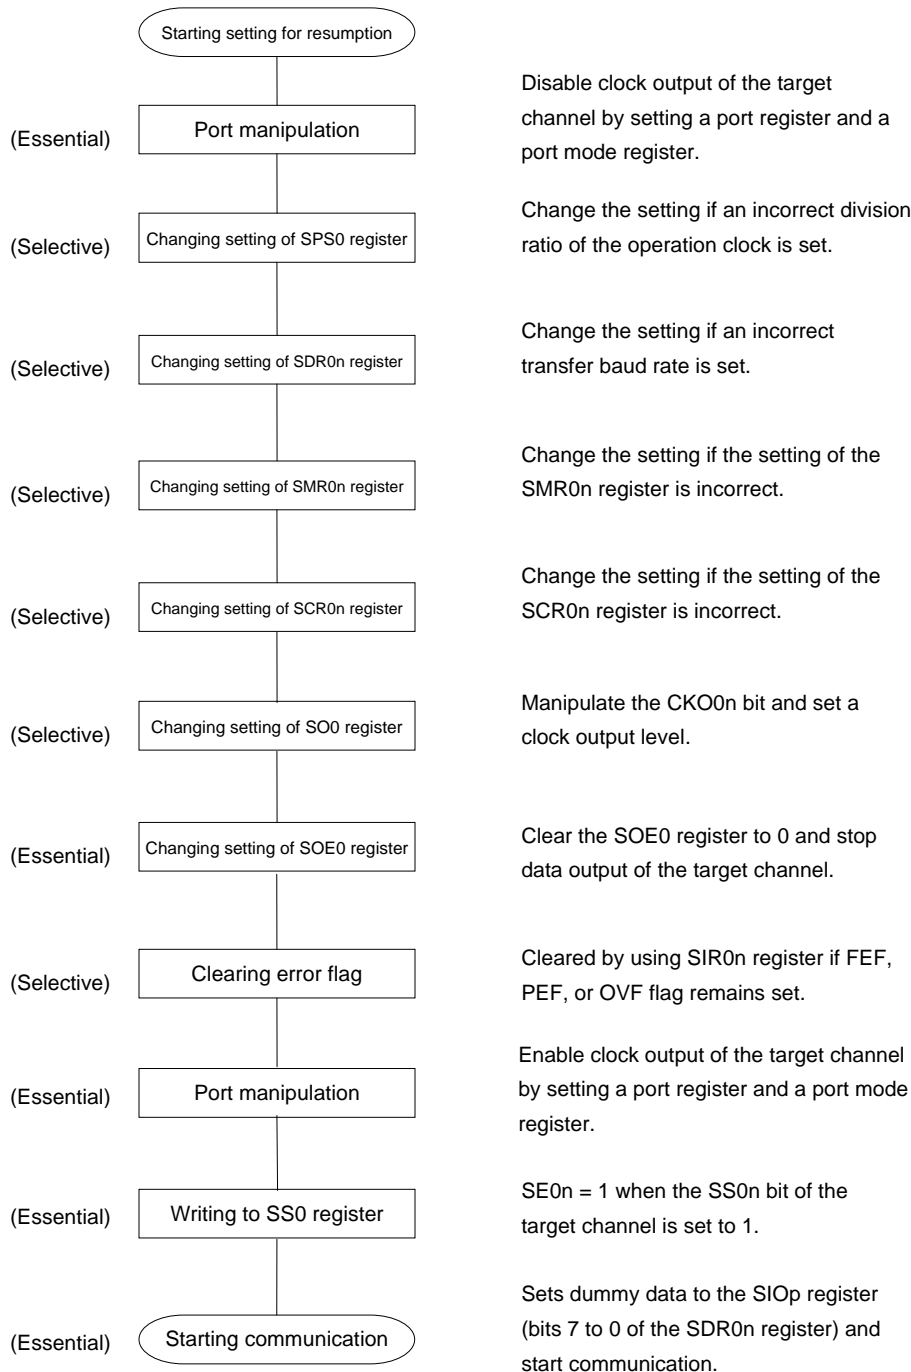 Starting setting for resumption
(Essential)
Port manipulation
Disable clock output of the target
channel by setting a port register and a
port mode register.
(Selective)
Changing setting of SPS0 register
Change the setting if an incorrect division
ratio of the operation clock is set.
(Selective)
Changing setting of SDR0n register
Change the setting if an incorrect
transfer baud rate is set.
(Selective)
Changing setting of SMR0n register
Change the setting if the setting of the
SMR0n register is incorrect.
(Selective)
Changing setting of SCR0n register
Change the setting if the setting of the
SCR0n register is incorrect.
(Selective)
Changing setting of SO0 register
Manipulate the CKO0n bit and set a
clock output level.
(Essential)
Changing setting of SOE0 register
Clear the SOE0 register to 0 and stop
data output of the target channel.
(Selective)
Clearing error flag
Cleared by using SIR0n register if FEF,
PEF, or OVF flag remains set.
(Essential)
Port manipulation
Enable clock output of the target channel
by setting a port register and a port mode
register.
(Essential)
Writing to SS0 register
SE0n = 1 when the SS0n bit of the
target channel is set to 1.
(Essential)
Starting communication
Sets dummy data to the SIOp register
(bits 7 to 0 of the SDR0n register) and
start communication.